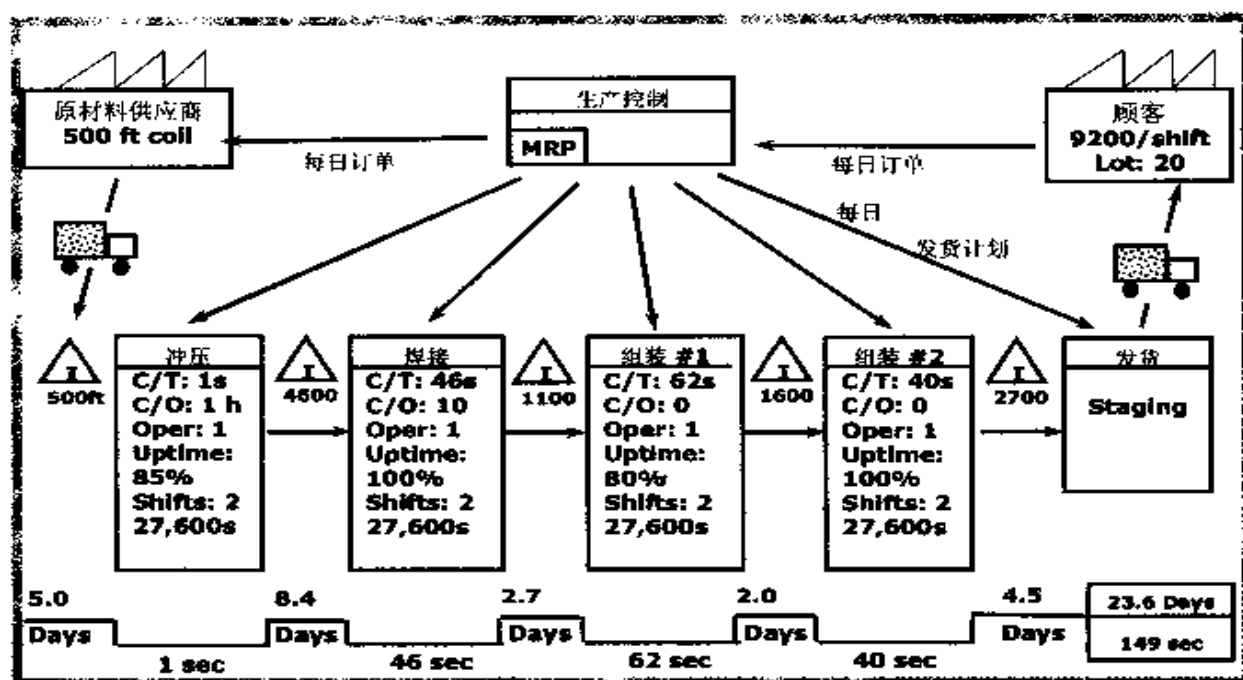 原材料供应商
500 ft coil
生产控制
MRP
顾客
9200/shift
Lot: 20
每日订单
每日订单
每日
发货计划
500ft
冲压
C/T: 1s
C/O: 1 h
Oper: 1
Uptime:
85%
Shifts: 2
27,600s
I
4600
焊接
C/T: 46s
C/O: 10
Oper: 1
Uptime:
100%
Shifts: 2
27,600s
I
1100
组装 #1
C/T: 62s
C/O: 0
Oper: 1
Uptime:
80%
Shifts: 2
27,600s
I
1600
组装 #2
C/T: 40s
C/O: 0
Oper: 1
Uptime:
100%
Shifts: 2
27,600s
I
2700
发货
Staging
I
5.0
Days
1 sec
8.4
Days
46 sec
2.7
Days
62 sec
2.0
Days
40 sec
4.5
Days
23.6 Days
149 sec